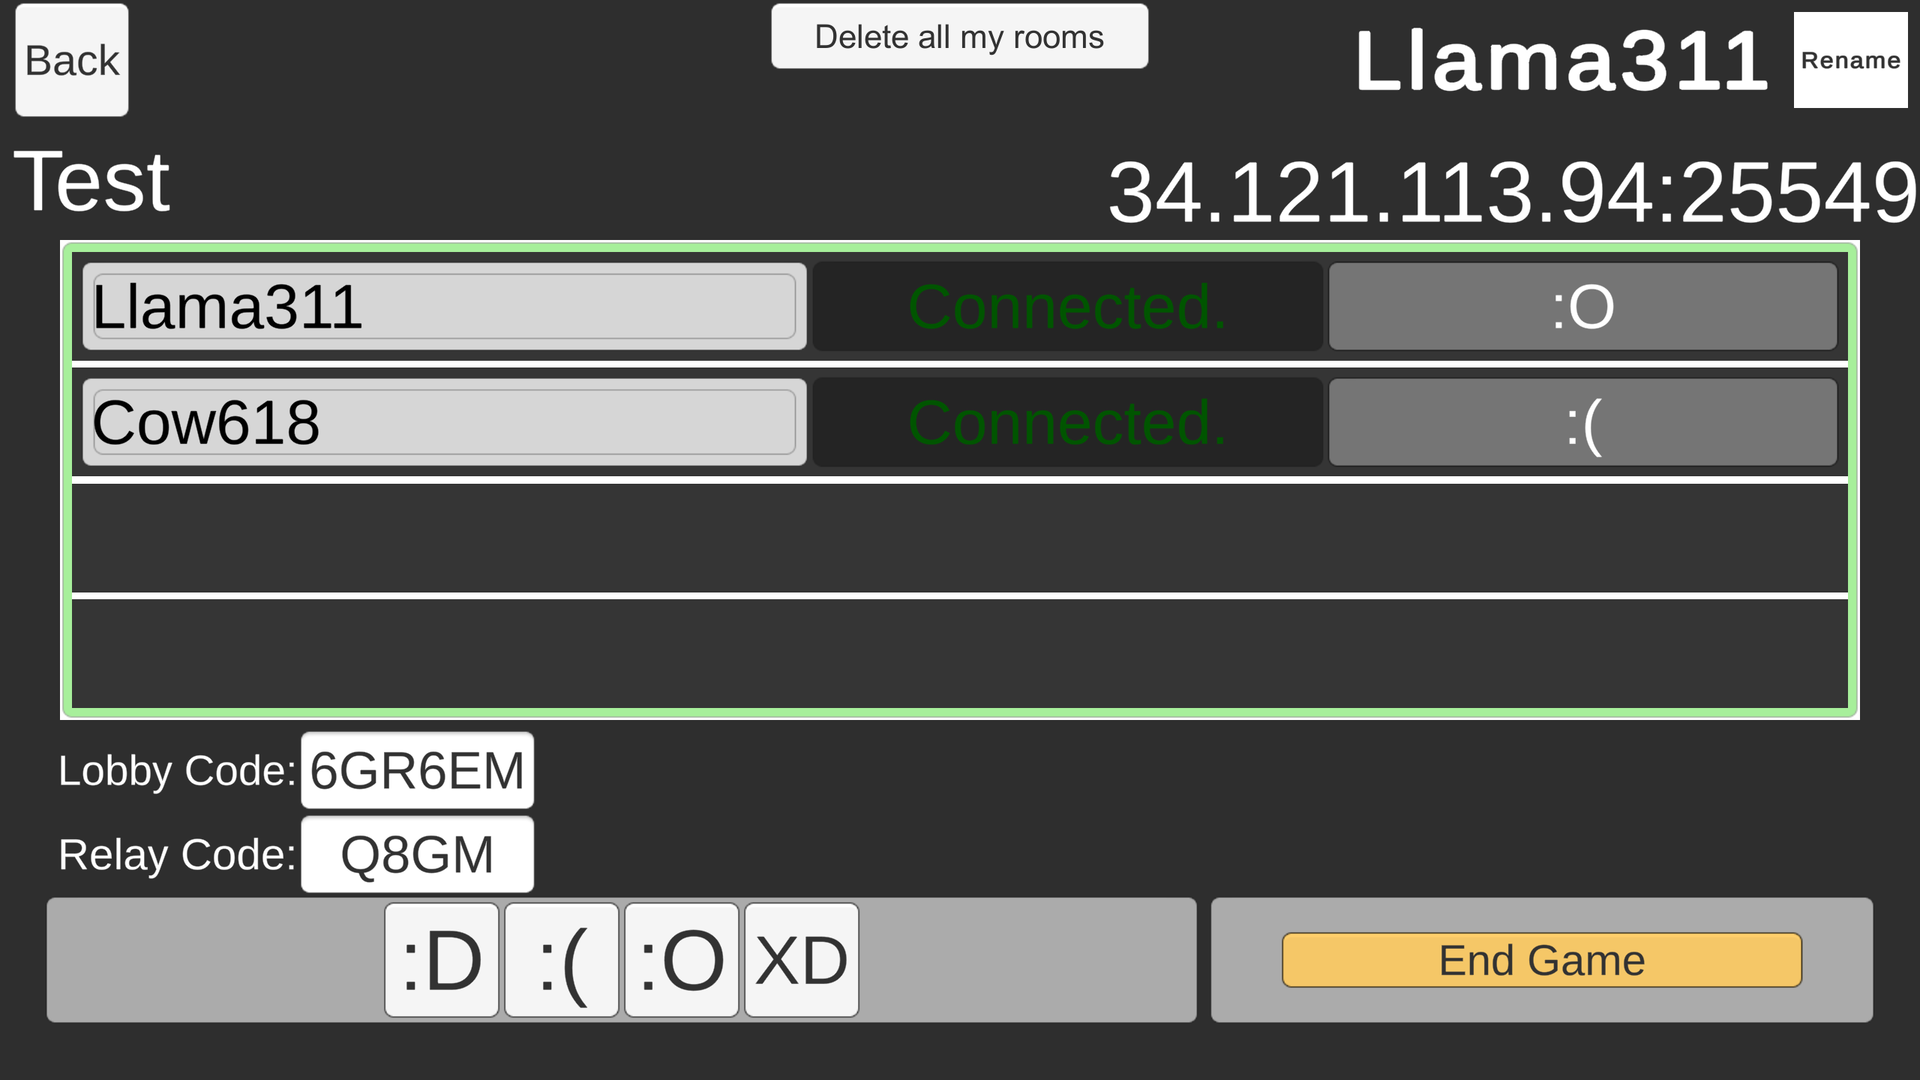 Back
Delete all my rooms
Llama311
Rename
Test
34.121.113.94:25549
Llama311 Connected. :O
Cow618 Connected. :(
Lobby Code: 6GR6EM
Relay Code: Q8GM
:D :( :O XD
End Game